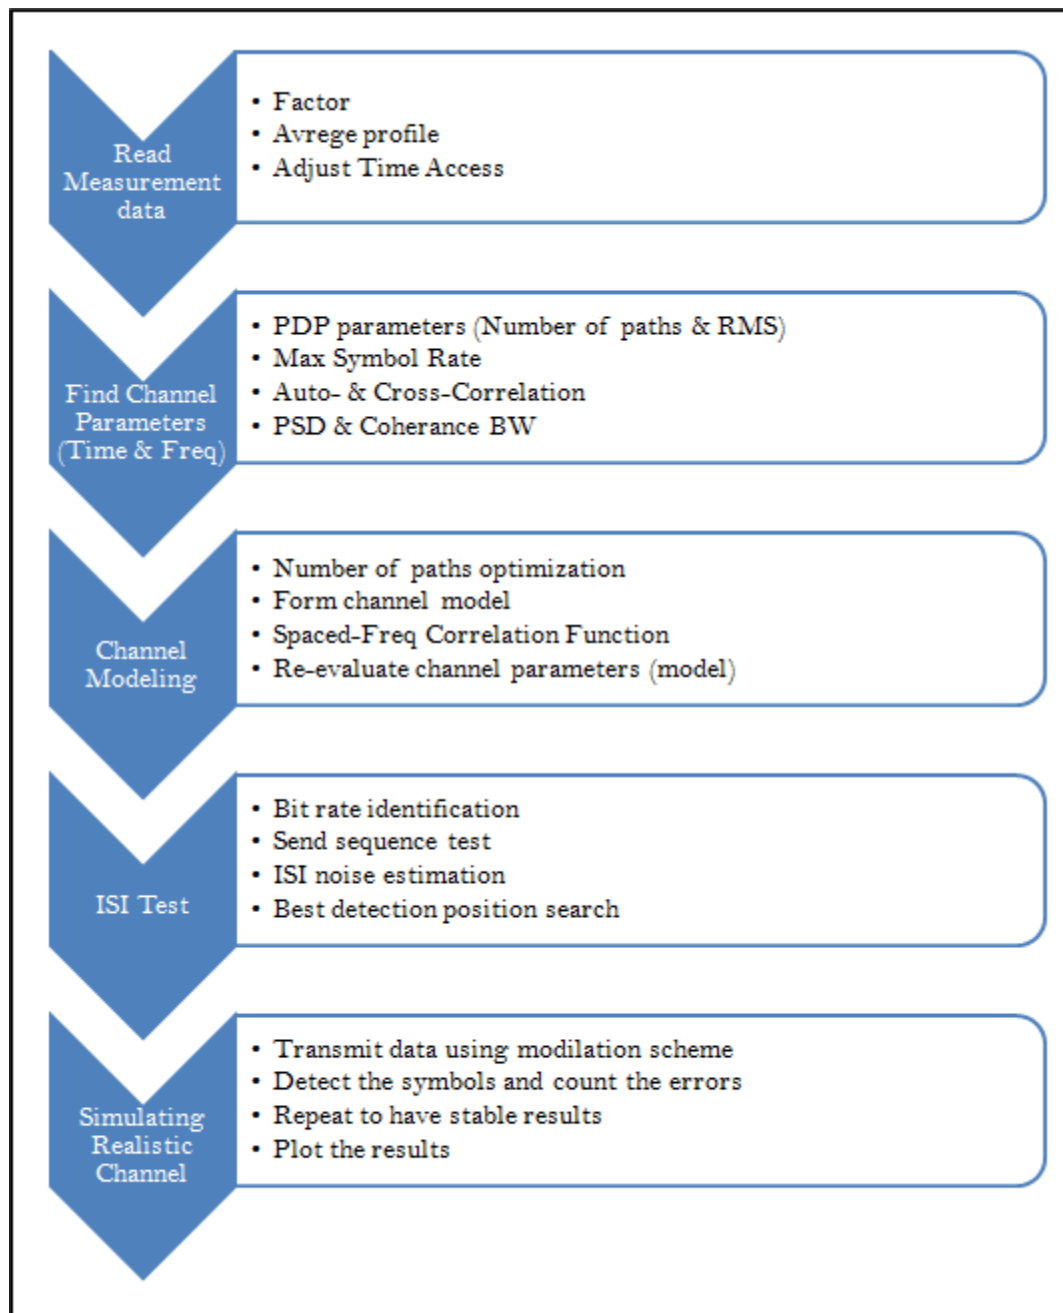 Read
Measurement
data
• Factor
• Avrege profile
• Adjust Time Access
Find Channel
Parameters
(Time & Freq)
• PDP parameters (Number of paths & RMS)
• Max Symbol Rate
• Auto- & Cross-Correlation
• PSD & Coherance BW
Channel
Modeling
• Number of paths optimization
• Form channel model
• Spaced-Freq Correlation Function
• Re-evaluate channel parameters (model)
ISI Test
• Bit rate identification
• Send sequence test
• ISI noise estimation
• Best detection position search
Simulating
Realistic
Channel
• Transmit data using modilation scheme
• Detect the symbols and count the errors
• Repeat to have stable results
• Plot the results